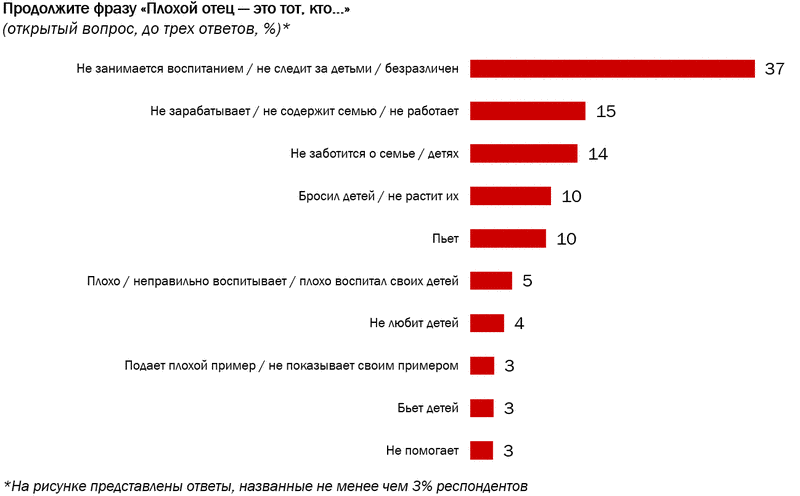 Продолжите фразу «Плохой отец — это тот, кто...»
(открытый вопрос, до трех ответов, %)*
Не занимается воспитанием / не следит за детьми / безразличен 37
Не зарабатывает / не содержит семью / не работает 15
Не заботится о семье / детях 14
Бросил детей / не растит их 10
Пьет 10
Плохо / неправильно воспитывает / плохо воспитал своих детей 5
Не любит детей 4
Подает плохой пример / не показывает своим примером 3
Бьет детей 3
Не помогает 3
*На рисунке представлены ответы, названные не менее чем 3% респондентов